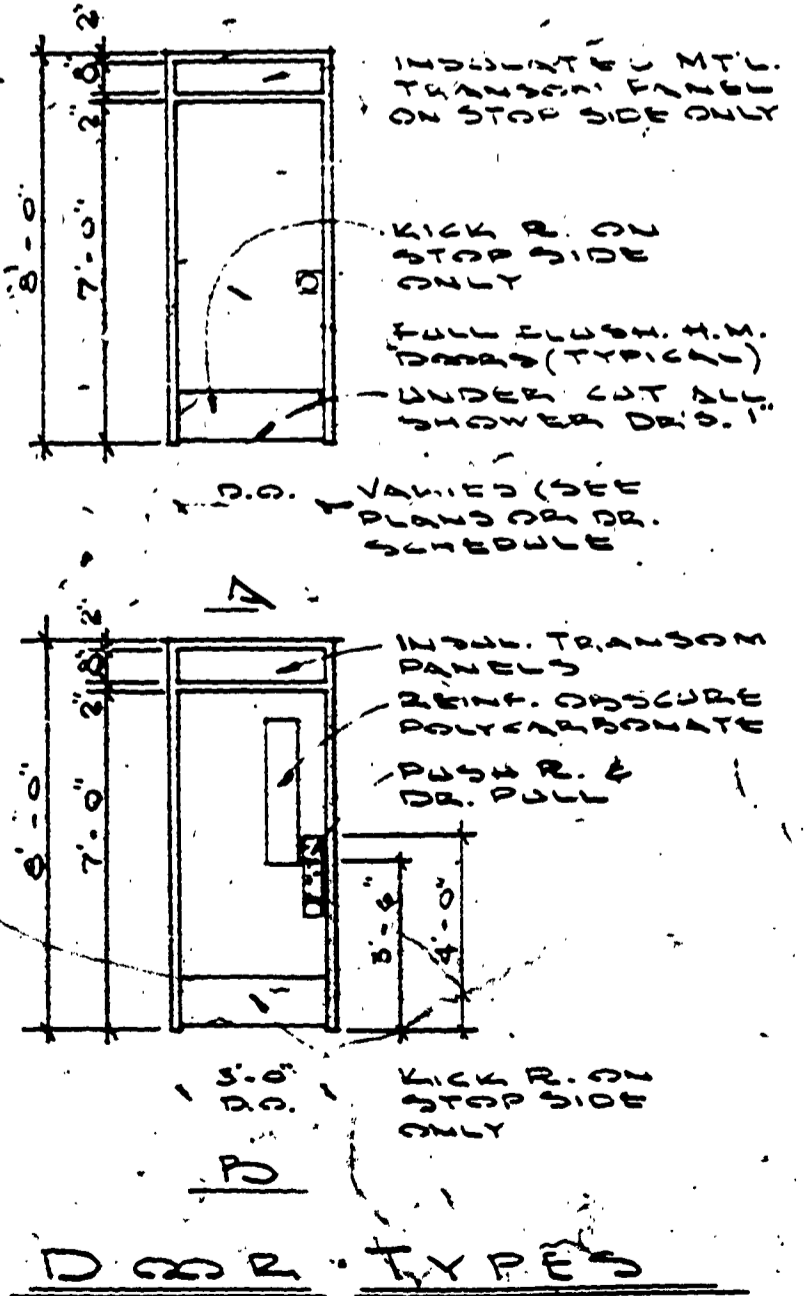 2"
8"
2"
8'-0"
7'-0"
INSULATED MT'L.
TRANSOM PANEL
ON STOP SIDE ONLY
KICK PL. ON
STOP SIDE
ONLY
FULL FLUSH. H.M.
DOORS (TYPICAL)
UNDER CUT ALL
SHOWER DR'S. 1"
D.O.
VARIES (SEE
PLANS OR DR.
SCHEDULE
A
2"
8"
2"
8'-0"
7'-0"
INSUL. TRANSOM
PANELS
REINF. OBSCURE
POLYCARBONATE
PUSH PL. &
DR. PULL
3'-6"
4'-0"
3'-0"
D.O.
KICK PL. ON
STOP SIDE
ONLY
B
DOOR TYPES